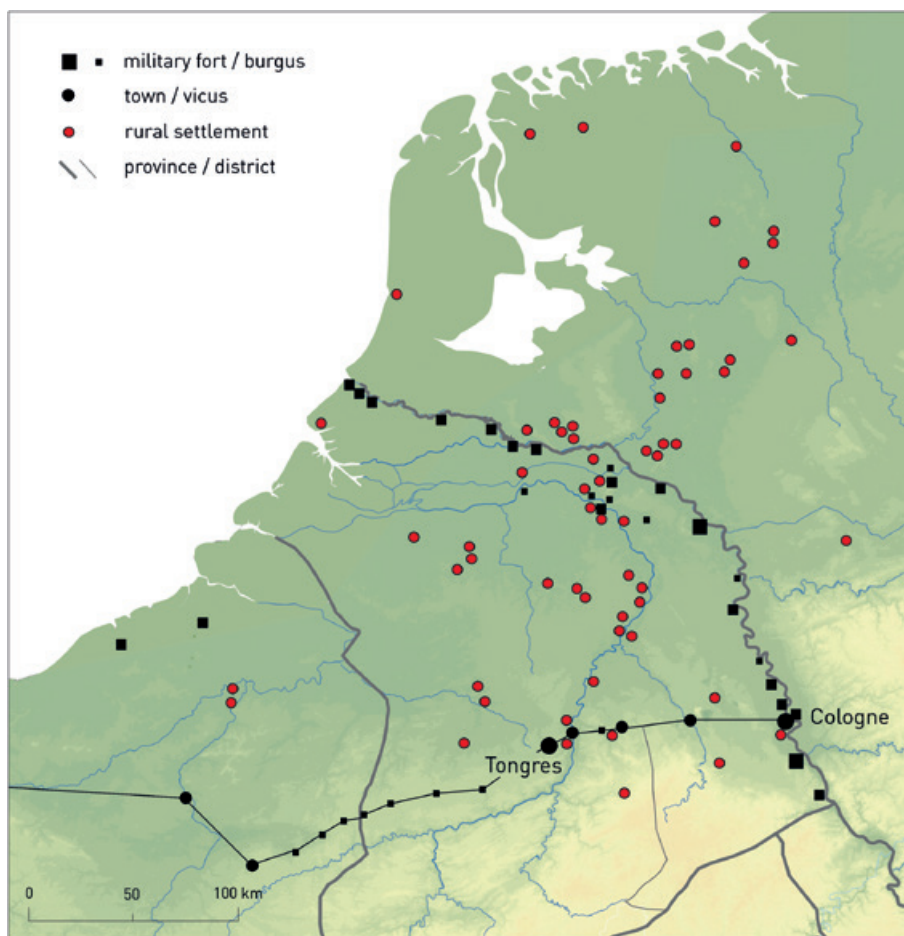 military fort / burgus
town / vicus
rural settlement
province / district
Cologne
Tongres
0 50 100 km